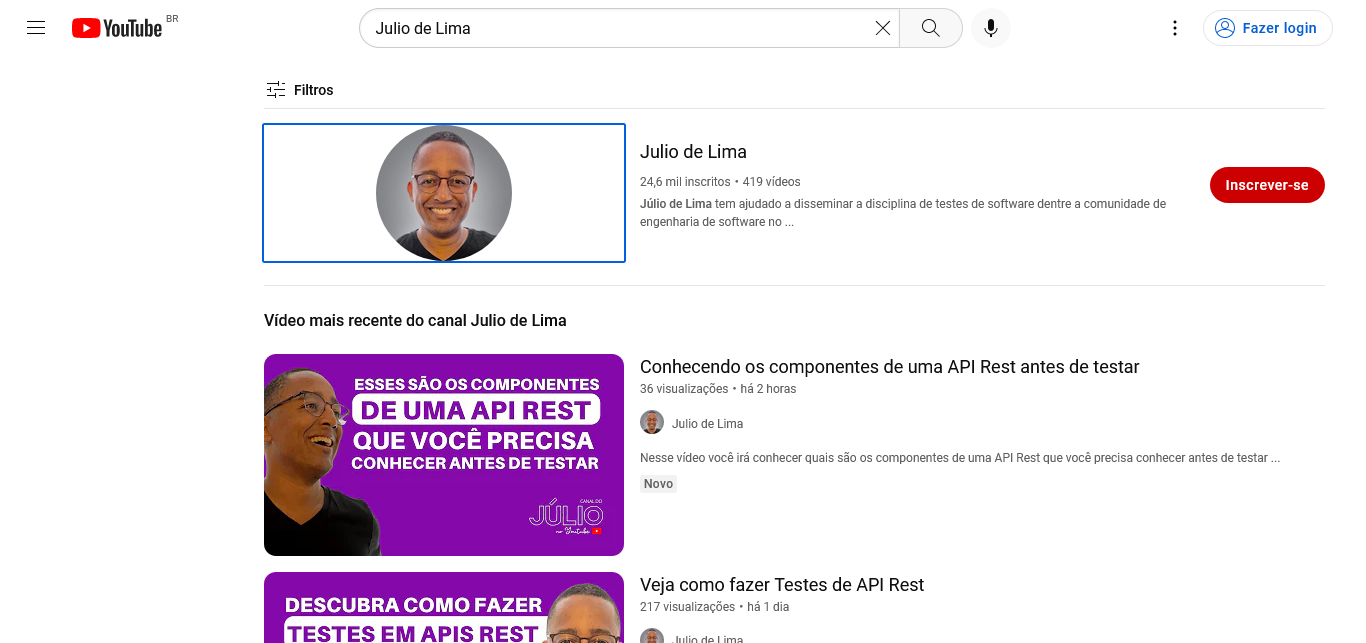 YouTube BR
Julio de Lima
Fazer login
Filtros
Julio de Lima
24,6 mil inscritos • 419 vídeos
Júlio de Lima tem ajudado a disseminar a disciplina de testes de software dentre a comunidade de
engenharia de software no ...
Inscrever-se
Vídeo mais recente do canal Julio de Lima
ESSES SÃO OS COMPONENTES
DE UMA API REST
QUE VOCÊ PRECISA
CONHECER ANTES DE TESTAR
CANAL DO
JÚLIO
no Youtube
Conhecendo os componentes de uma API Rest antes de testar
36 visualizações • há 2 horas
Julio de Lima
Nesse vídeo você irá conhecer quais são os componentes de uma API Rest que você precisa conhecer antes de testar ...
Novo
DESCUBRA COMO FAZER
TESTES EM APIS REST
Veja como fazer Testes de API Rest
217 visualizações • há 1 dia
Julio de Lima